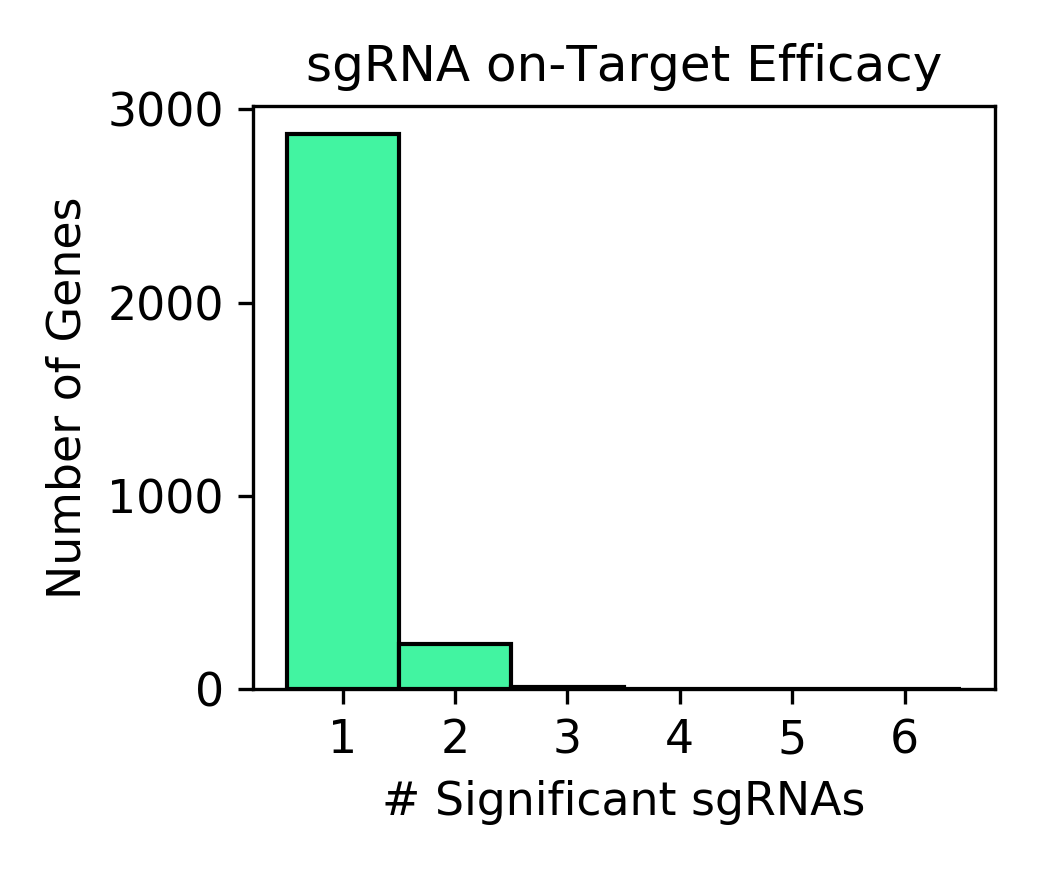 sgRNA on-Target Efficacy
3000
2000
1000
0
Number of Genes
1 2 3 4 5 6
# Significant sgRNAs